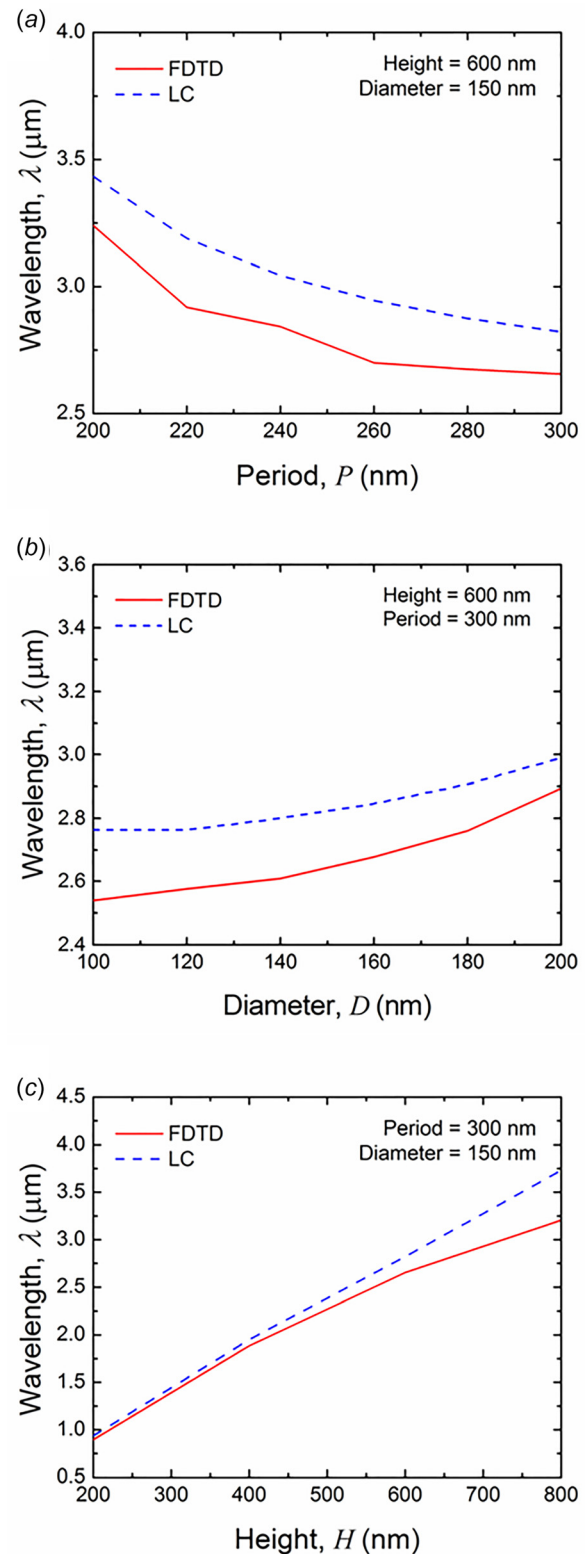 (a)
4.0
FDTD
LC
Height = 600 nm
Diameter = 150 nm
3.5
3.0
2.5
Wavelength, λ (μm)
200 220 240 260 280 300
Period, P (nm)
(b)
3.6
FDTD
LC
Height = 600 nm
Period = 300 nm
3.4
3.2
3.0
2.8
2.6
2.4
Wavelength, λ (μm)
100 120 140 160 180 200
Diameter, D (nm)
(c)
4.5
FDTD
LC
Period = 300 nm
Diameter = 150 nm
4.0
3.5
3.0
2.5
2.0
1.5
1.0
0.5
Wavelength, λ (μm)
200 300 400 500 600 700 800
Height, H (nm)